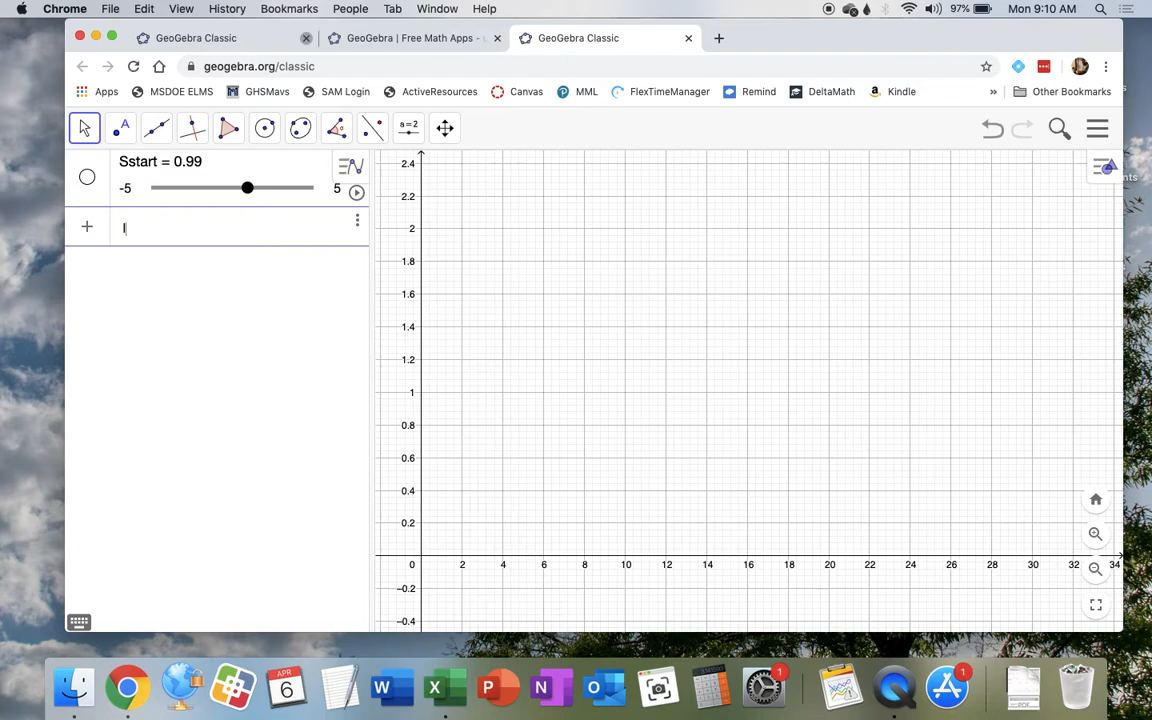 Chrome File Edit View History Bookmarks People Tab Window Help 97% Mon 9:10 AM
GeoGebra Classic GeoGebra | Free Math Apps - GeoGebra Classic
geogebra.org/classic
Apps MSDOE ELMS GHSMavs SAM Login ActiveResources Canvas MML FlexTimeManager Remind DeltaMath Kindle » Other Bookmarks
A a=2
Sstart = 0.99
-5 5
I
2.4
2.2
2
1.8
1.6
1.4
1.2
1
0.8
0.6
0.4
0.2
0 2 4 6 8 10 12 14 16 18 20 22 24 26 28 30 32 34
−0.2
−0.4
APR
6 W X P N O 1 A 1